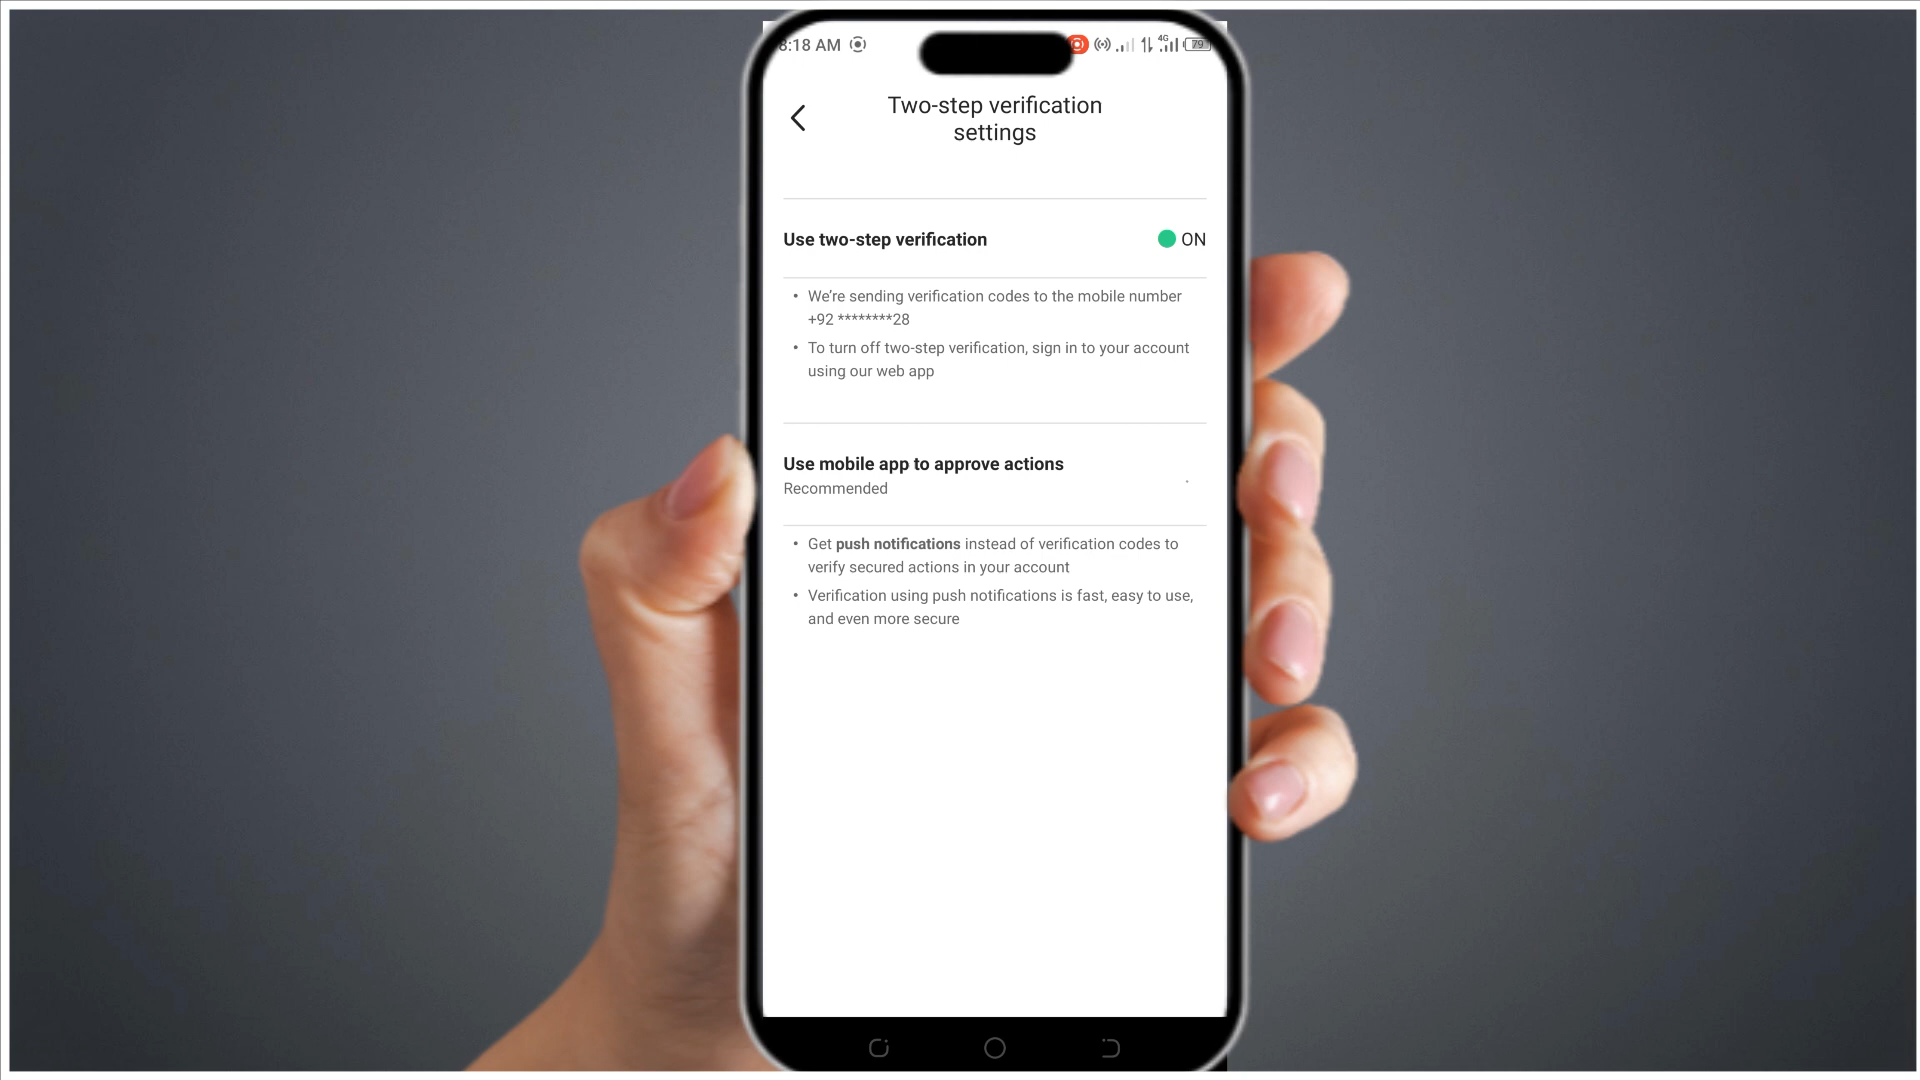 8:18 AM
4G
79
Two-step verification
settings
Use two-step verification
ON
• We're sending verification codes to the mobile number
+92 ********28
• To turn off two-step verification, sign in to your account
using our web app
Use mobile app to approve actions
Recommended
• Get push notifications instead of verification codes to
verify secured actions in your account
• Verification using push notifications is fast, easy to use,
and even more secure